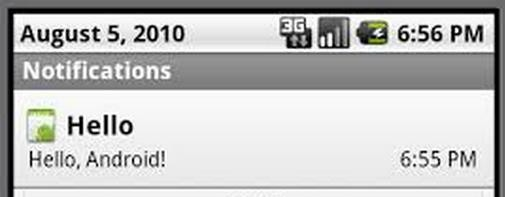 August 5, 2010 3G 6:56 PM
Notifications
Hello
Hello, Android! 6:55 PM